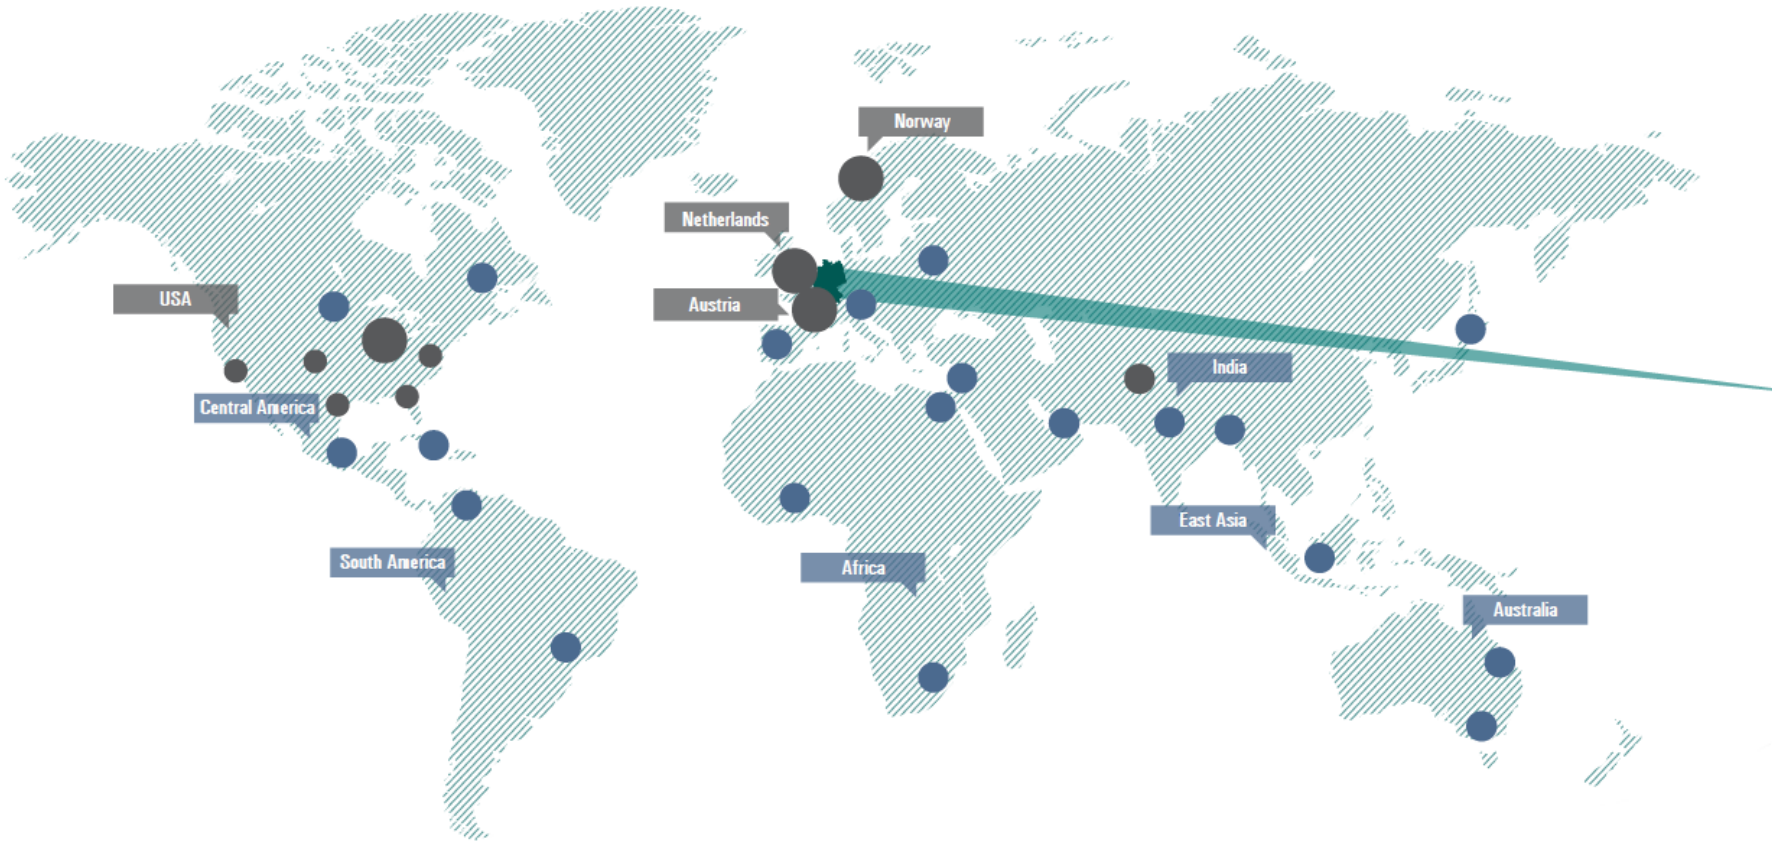 Norway
Netherlands
USA
Austria
India
Central America
East Asia
South America
Africa
Australia